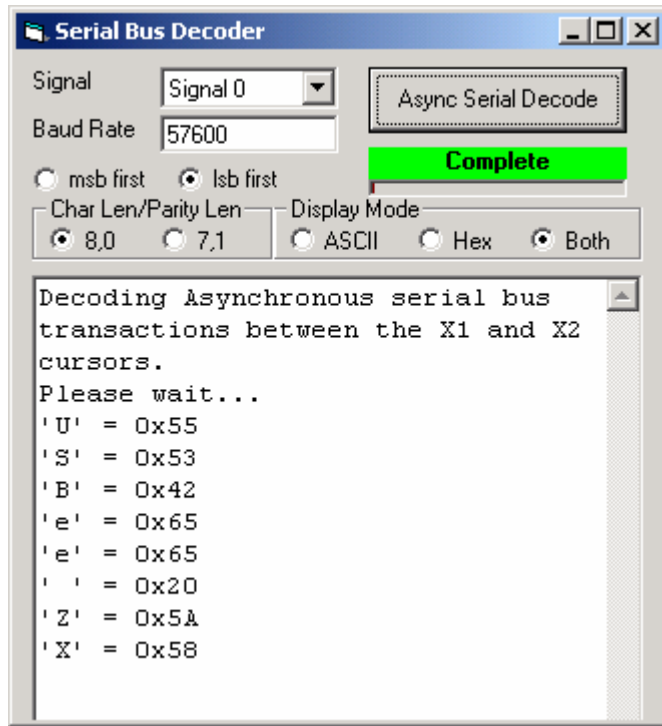 Serial Bus Decoder
Signal
Signal 0
Async Serial Decode
Baud Rate
57600
Complete
msb first lsb first
Char Len/Parity Len
8,0 7,1
Display Mode
ASCII Hex Both
Decoding Asynchronous serial bus
transactions between the X1 and X2
cursors.
Please wait...
'U' = 0x55
'S' = 0x53
'B' = 0x42
'e' = 0x65
'e' = 0x65
' ' = 0x20
'Z' = 0x5A
'X' = 0x58